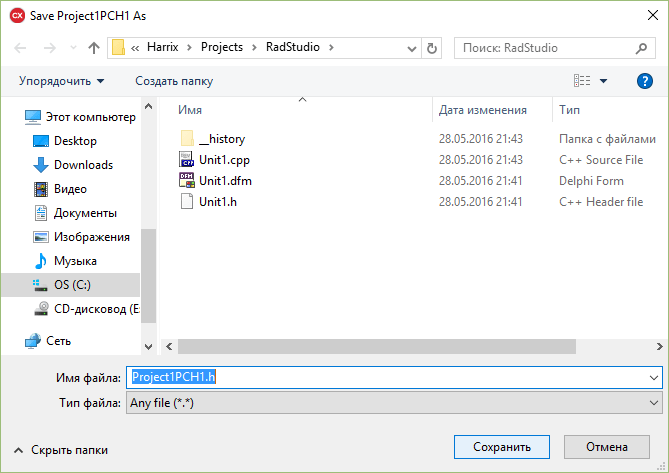 CX Save Project1PCH1 As
« Harrix › Projects › RadStudio ›
Поиск: RadStudio
Упорядочить
Создать папку
?
Этот компьютер
Desktop
Downloads
Видео
Документы
Изображения
Музыка
OS (C:)
CD-дисковод (E
Сеть
Имя Дата изменения Тип
__history 28.05.2016 21:43 Папка с файлами
Unit1.cpp 28.05.2016 21:43 C++ Source File
Unit1.dfm 28.05.2016 21:41 Delphi Form
Unit1.h 28.05.2016 21:41 C++ Header file
Имя файла: Project1PCH1.h
Тип файла: Any file (*.*)
Скрыть папки
Сохранить
Отмена